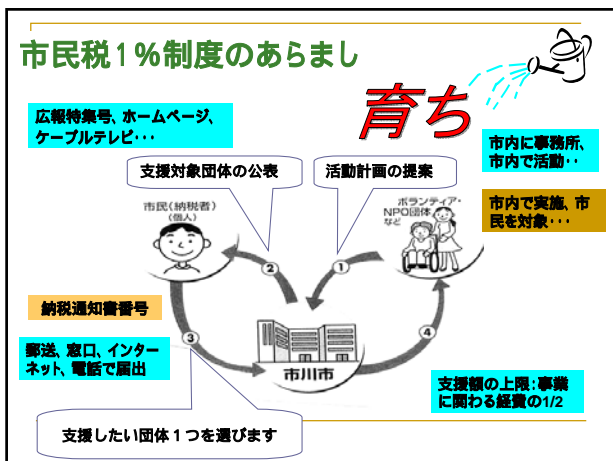 市民税1%制度のあらまし
育ち
広報特集号、ホームページ、
ケーブルテレビ・・・
市内に事務所、
市内で活動・・
支援対象団体の公表
活動計画の提案
市民(納税者)
(個人)
ボランティア・
NPO団体
など
市内で実施、市
民を対象・・・
②
①
納税通知書番号
③
④
郵送、窓口、インター
ネット、電話で届出
市川市
支援額の上限:事業
に関わる経費の1/2
支援したい団体1つを選びます